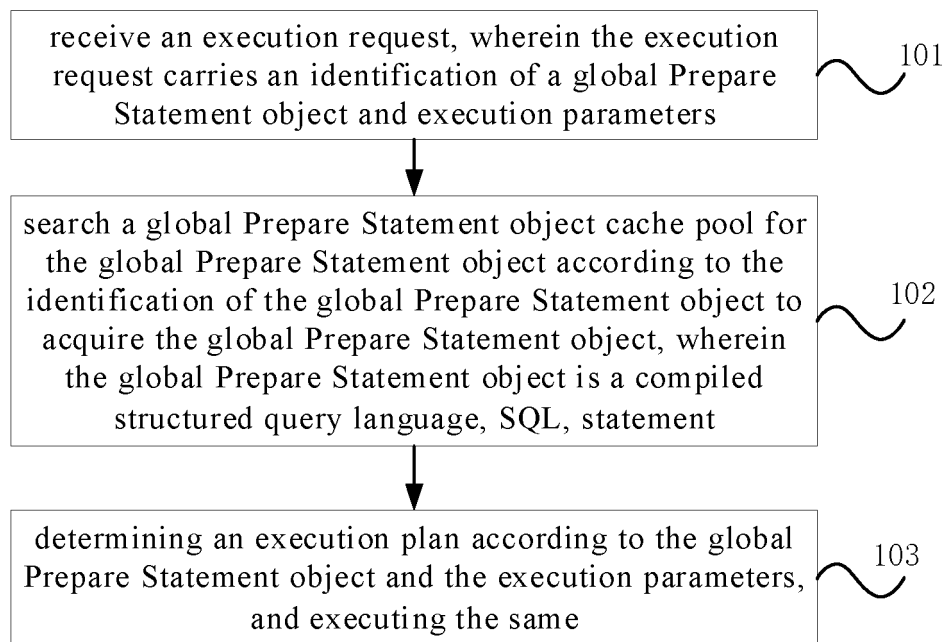 receive an execution request, wherein the execution
request carries an identification of a global Prepare
Statement object and execution parameters
101
search a global Prepare Statement object cache pool for
the global Prepare Statement object according to the
identification of the global Prepare Statement object to
acquire the global Prepare Statement object, wherein
the global Prepare Statement object is a compiled
structured query language, SQL, statement
102
determining an execution plan according to the global
Prepare Statement object and the execution parameters,
and executing the same
103